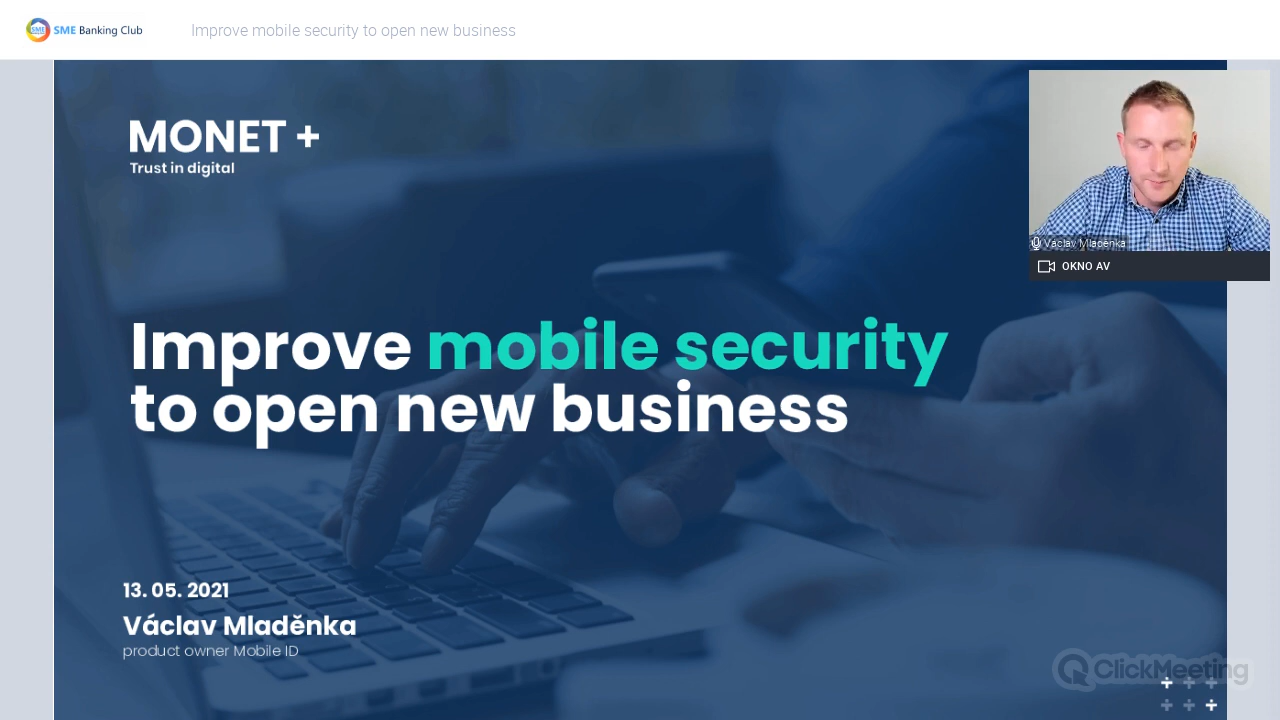 SME Banking Club
Improve mobile security to open new business
MONET +
Trust in digital
Václav Mladěnka
OKNO AV
Improve mobile security
to open new business
13. 05. 2021
Václav Mladěnka
product owner Mobile ID
ClickMeeting